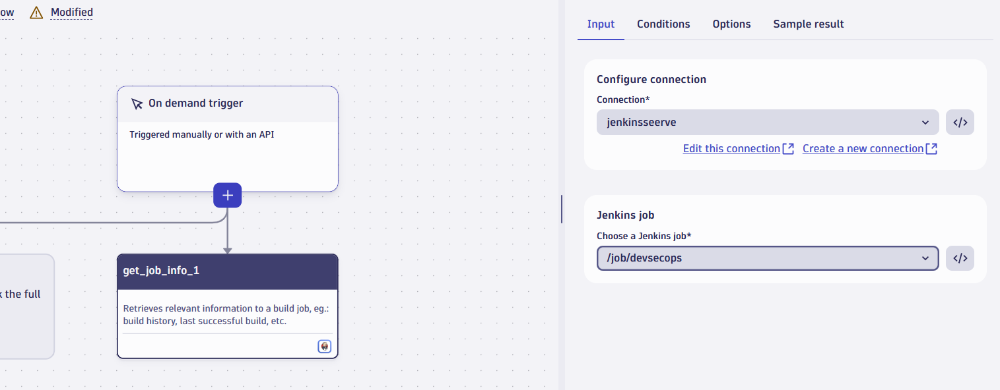 ow Modified
On demand trigger
Triggered manually or with an API
k the full
get_job_info_1
Retrieves relevant information to a build job, eg.:
build history, last successful build, etc.
Input Conditions Options Sample result
Configure connection
Connection*
jenkinsseerve
Edit this connection Create a new connection
Jenkins job
Choose a Jenkins job*
/job/devsecops